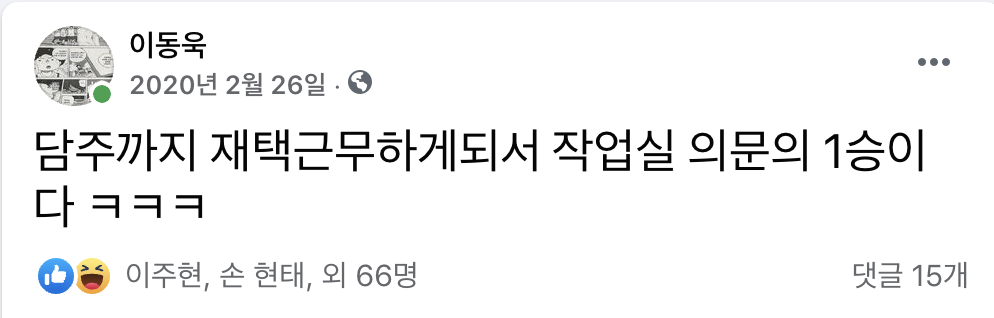 이동욱
2020년 2월 26일 ·
담주까지 재택근무하게되서 작업실 의문의 1승이
다 ㅋㅋㅋ
이주현, 손 현태, 외 66명 댓글 15개